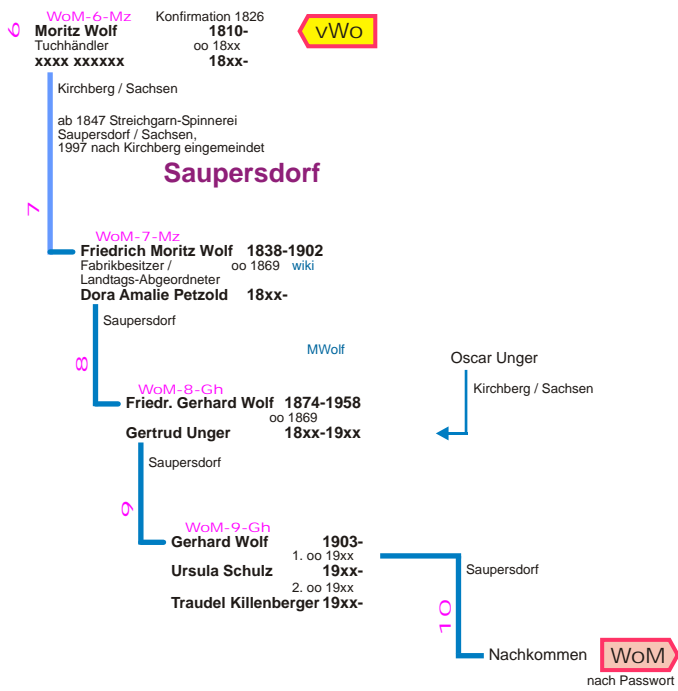 6
WoM-6-Mz Konfirmation 1826
Moritz Wolf 1810-
Tuchhändler oo 18xx
xxxx xxxxxx 18xx-
vWo
Kirchberg / Sachsen
ab 1847 Streichgarn-Spinnerei
Saupersdorf / Sachsen,
1997 nach Kirchberg eingemeindet
Saupersdorf
7
WoM-7-Mz
Friedrich Moritz Wolf 1838-1902
Fabrikbesitzer / oo 1869 wiki
Landtags-Abgeordneter
Dora Amalie Petzold 18xx-
Saupersdorf
8
MWolf
Oscar Unger
Kirchberg / Sachsen
WoM-8-Gh
Friedr. Gerhard Wolf 1874-1958
oo 1869
Gertrud Unger 18xx-19xx
Saupersdorf
9
WoM-9-Gh
Gerhard Wolf 1903-
1. oo 19xx
Ursula Schulz 19xx-
2. oo 19xx
Traudel Killenberger 19xx-
Saupersdorf
10
Nachkommen WoM
nach Passwort